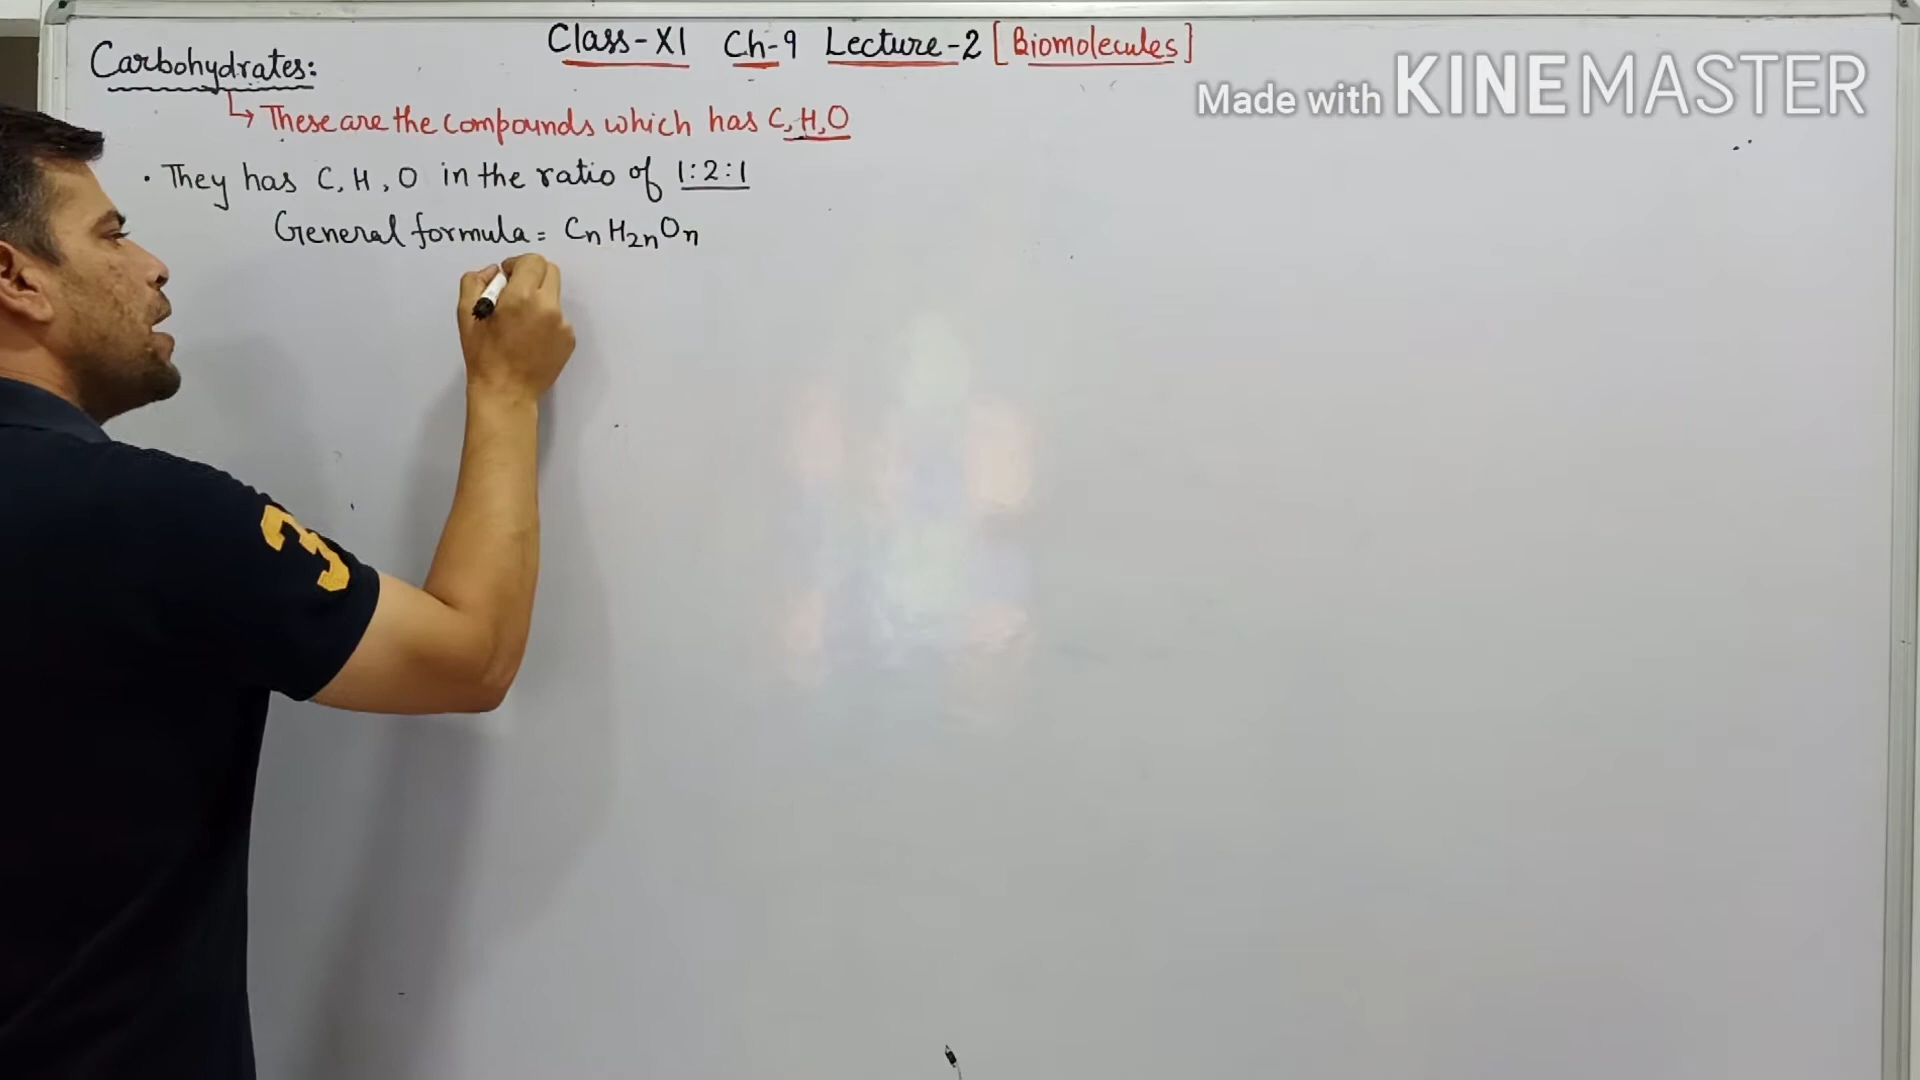 Class-XI Ch-9 Lecture-2 [Biomolecules]
Made with KINEMASTER
Carbohydrates:
↳ These are the compounds which has C, H, O
• They has C, H, O in the ratio of 1:2:1
General formula = CnH2nOn
3